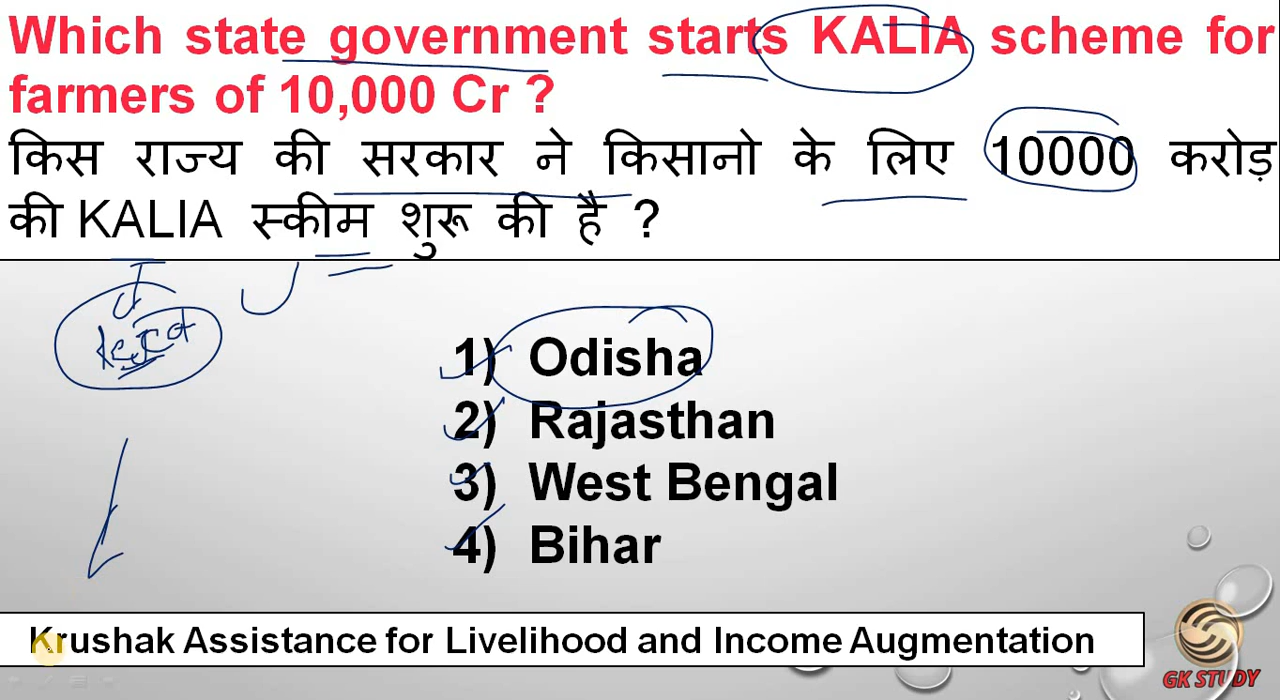 Which state government starts KALIA scheme for
farmers of 10,000 Cr ?
किस राज्य की सरकार ने किसानो के लिए 10000 करोड़
की KALIA स्कीम शुरू की है ?
1) Odisha
2) Rajasthan
3) West Bengal
4) Bihar
Krushak Assistance for Livelihood and Income Augmentation
GK STUDY